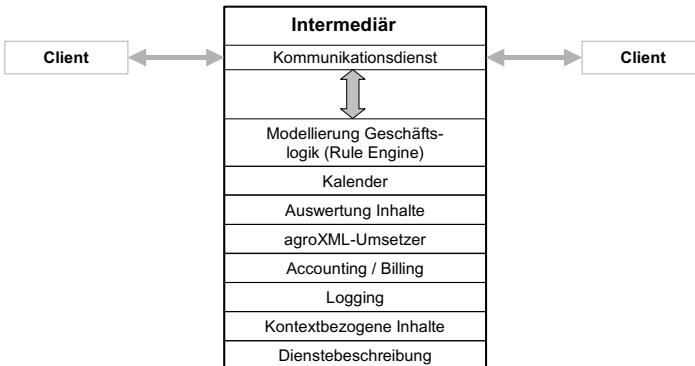 Intermediär
Client
Kommunikationsdienst
Client
Modellierung Geschäfts-
logik (Rule Engine)
Kalender
Auswertung Inhalte
agroXML-Umsetzer
Accounting / Billing
Logging
Kontextbezogene Inhalte
Dienstebeschreibung